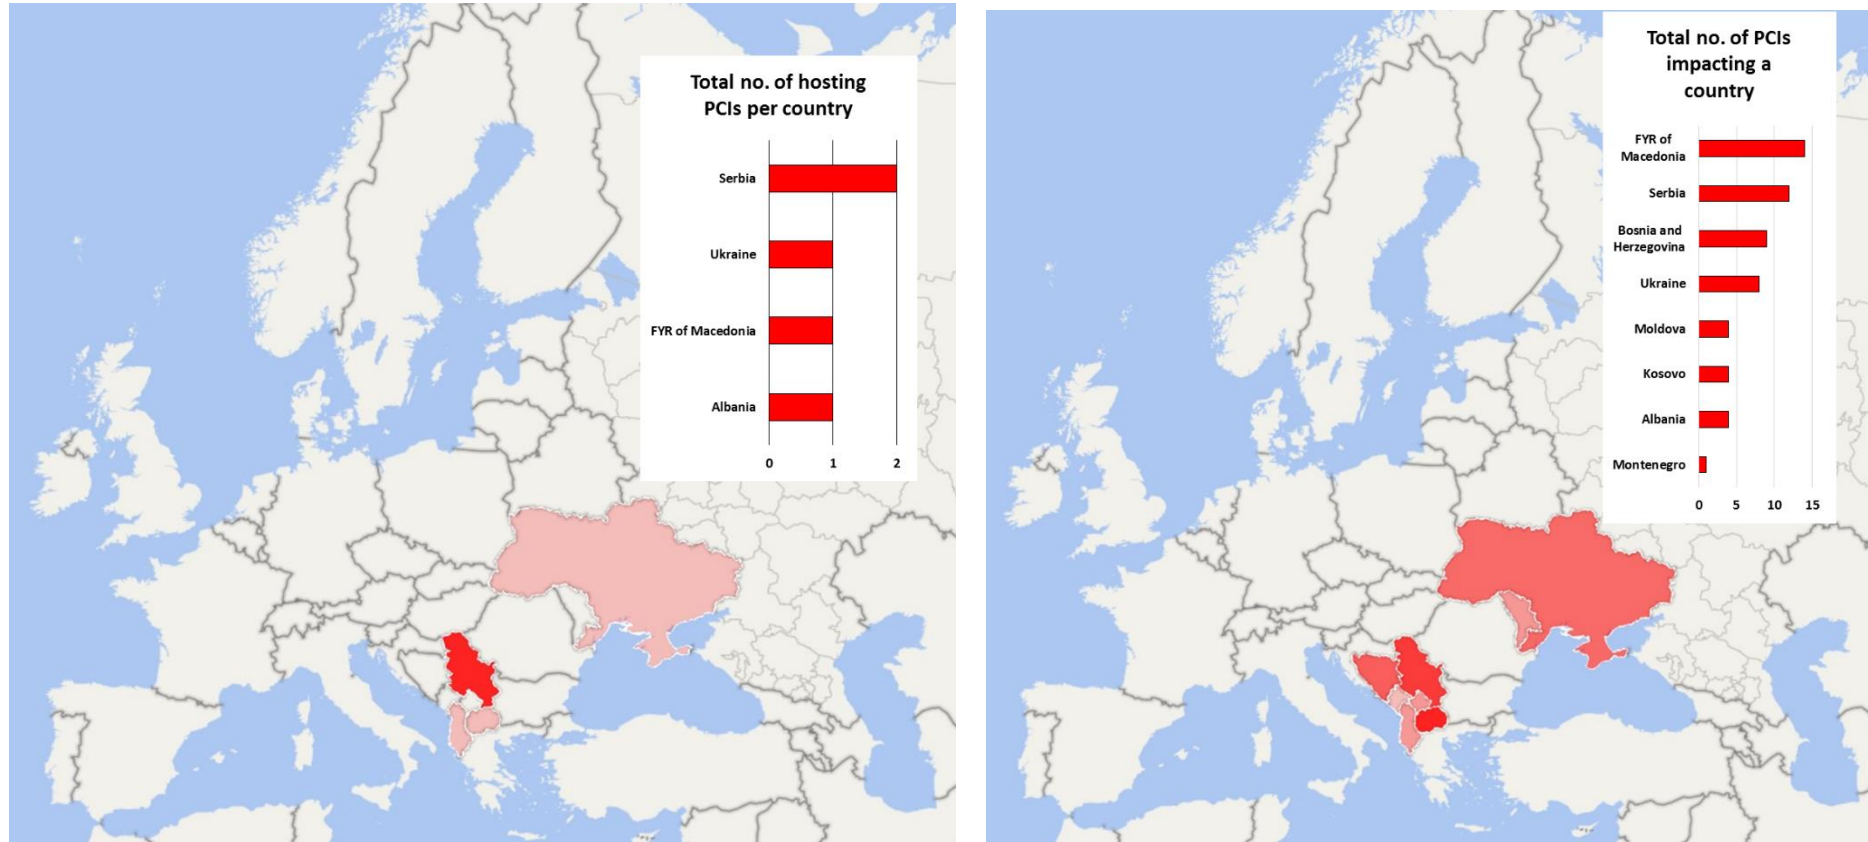 Total no. of hosting
PCIs per country
Serbia
Ukraine
FYR of Macedonia
Albania
0 1 2
Total no. of PCIs
impacting a
country
FYR of
Macedonia
Serbia
Bosnia and
Herzegovina
Ukraine
Moldova
Kosovo
Albania
Montenegro
0 5 10 15